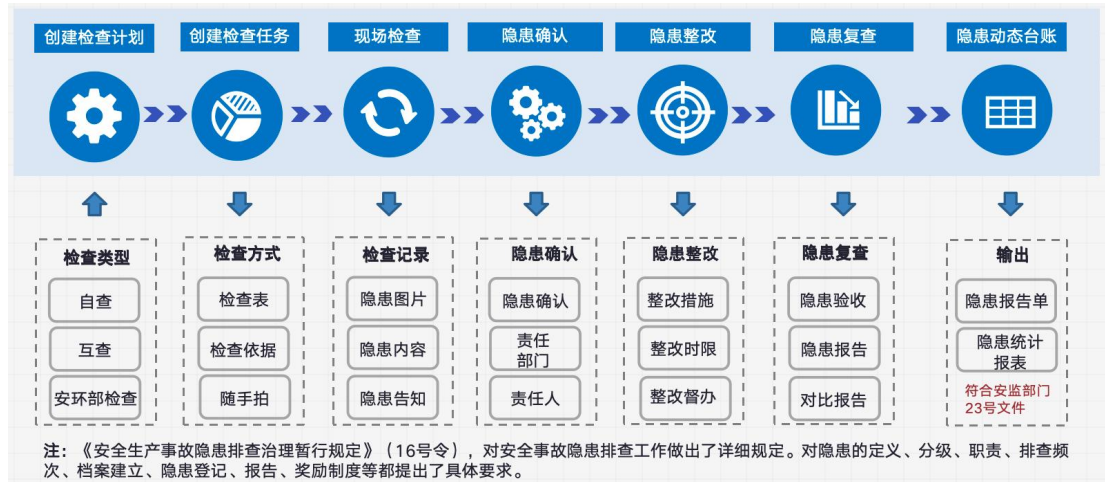 创建检查计划
创建检查任务
现场检查
隐患确认
隐患整改
隐患复查
隐患动态台账
检查类型
自查
互查
安环部检查
检查方式
检查表
检查依据
随手拍
检查记录
隐患图片
隐患内容
隐患告知
隐患确认
隐患确认
责任
部门
责任人
隐患整改
整改措施
整改时限
整改督办
隐患复查
隐患验收
隐患报告
对比报告
输出
隐患报告单
隐患统计
报表
符合安监部门
23号文件
注：《安全生产事故隐患排查治理暂行规定》（16号令），对安全事故隐患排查工作做出了详细规定。对隐患的定义、分级、职责、排查频
次、档案建立、隐患登记、报告、奖励制度等都提出了具体要求。